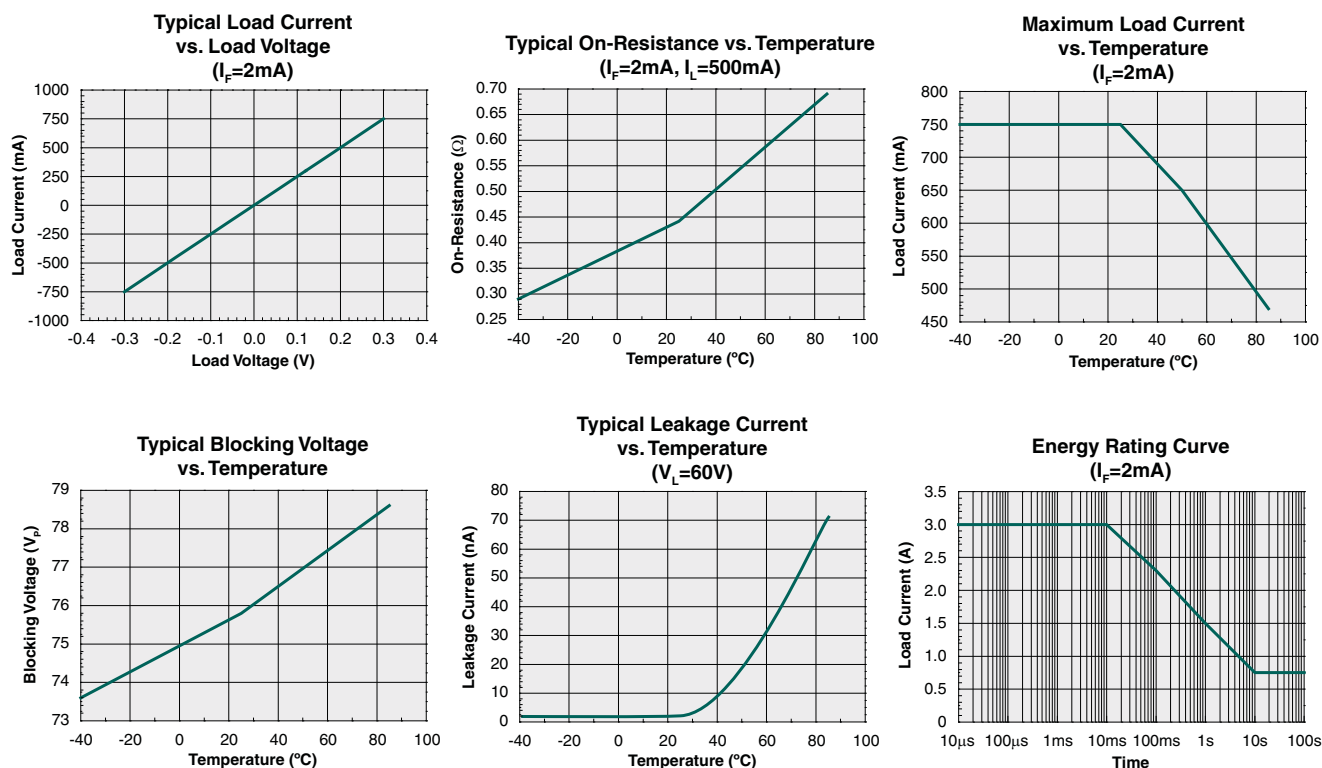 Typical Load Current
vs. Load Voltage
(IF=2mA)
1000
750
500
250
0
-250
-500
-750
-1000
Load Current (mA)
-0.4 -0.3 -0.2 -0.1 0.0 0.1 0.2 0.3 0.4
Load Voltage (V)
Typical On-Resistance vs. Temperature
(IF=2mA, IL=500mA)
0.70
0.65
0.60
0.55
0.50
0.45
0.40
0.35
0.30
0.25
On-Resistance (Ω)
-40 -20 0 20 40 60 80 100
Temperature (ºC)
Maximum Load Current
vs. Temperature
(IF=2mA)
800
750
700
650
600
550
500
450
Load Current (mA)
-40 -20 0 20 40 60 80 100
Temperature (ºC)
Typical Blocking Voltage
vs. Temperature
79
78
77
76
75
74
73
Blocking Voltage (VP)
-40 -20 0 20 40 60 80 100
Temperature (ºC)
Typical Leakage Current
vs. Temperature
(VL=60V)
80
70
60
50
40
30
20
10
0
Leakage Current (nA)
-40 -20 0 20 40 60 80 100
Temperature (ºC)
Energy Rating Curve
(IF=2mA)
3.5
3.0
2.5
2.0
1.5
1.0
0.5
0
Load Current (A)
10μs 100μs 1ms 10ms 100ms 1s 10s 100s
Time